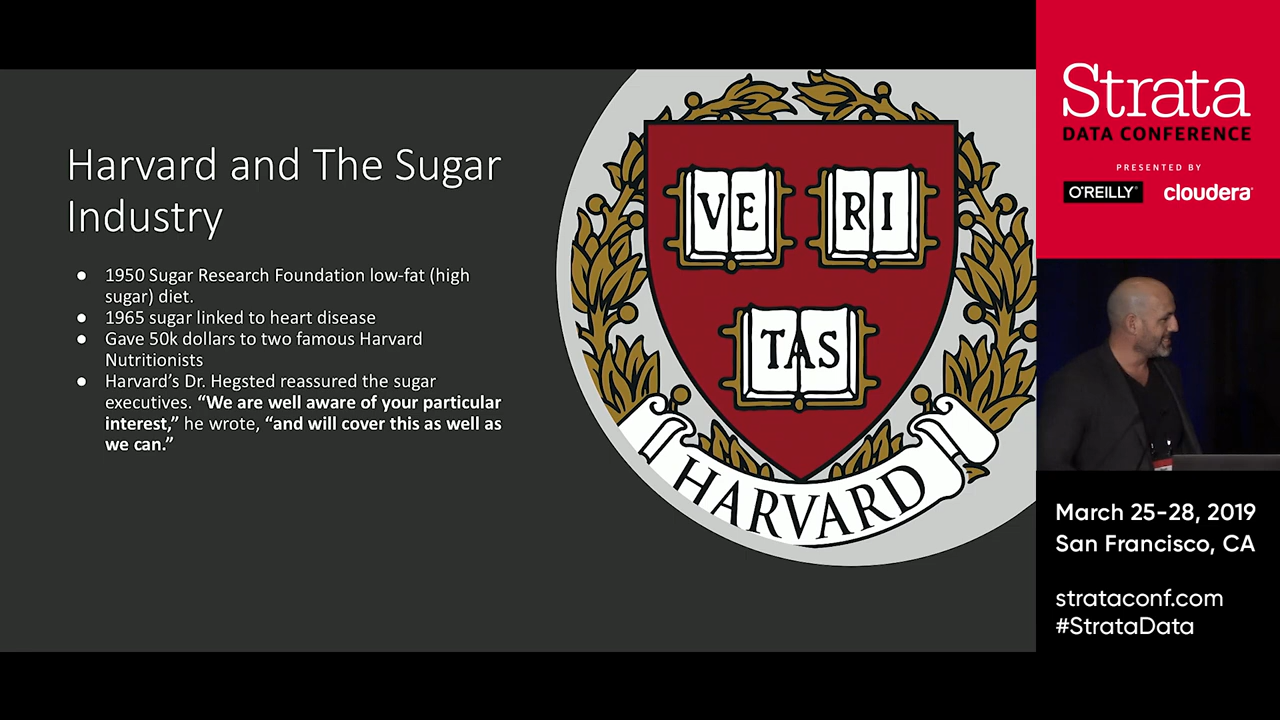 Harvard and The Sugar
Industry
● 1950 Sugar Research Foundation low-fat (high
sugar) diet.
● 1965 sugar linked to heart disease
● Gave 50k dollars to two famous Harvard
Nutritionists
● Harvard’s Dr. Hegsted reassured the sugar
executives. “We are well aware of your particular
interest,” he wrote, “and will cover this as well as
we can.”
VE RI
TAS
HARVARD
Strata
DATA CONFERENCE
PRESENTED BY
O'REILLY® cloudera
March 25-28, 2019
San Francisco, CA
strataconf.com
#StrataData